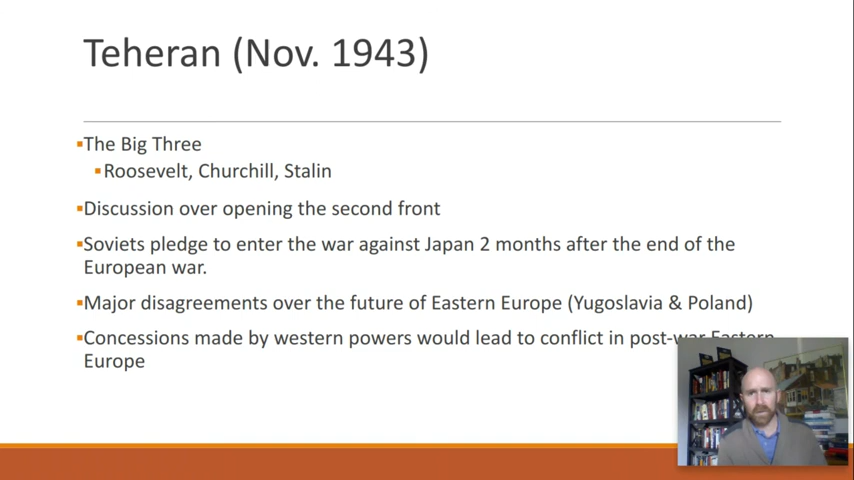 Teheran (Nov. 1943)
▪The Big Three
▪Roosevelt, Churchill, Stalin
▪Discussion over opening the second front
▪Soviets pledge to enter the war against Japan 2 months after the end of the
European war.
▪Major disagreements over the future of Eastern Europe (Yugoslavia & Poland)
▪Concessions made by western powers would lead to conflict in post-war Eastern
Europe